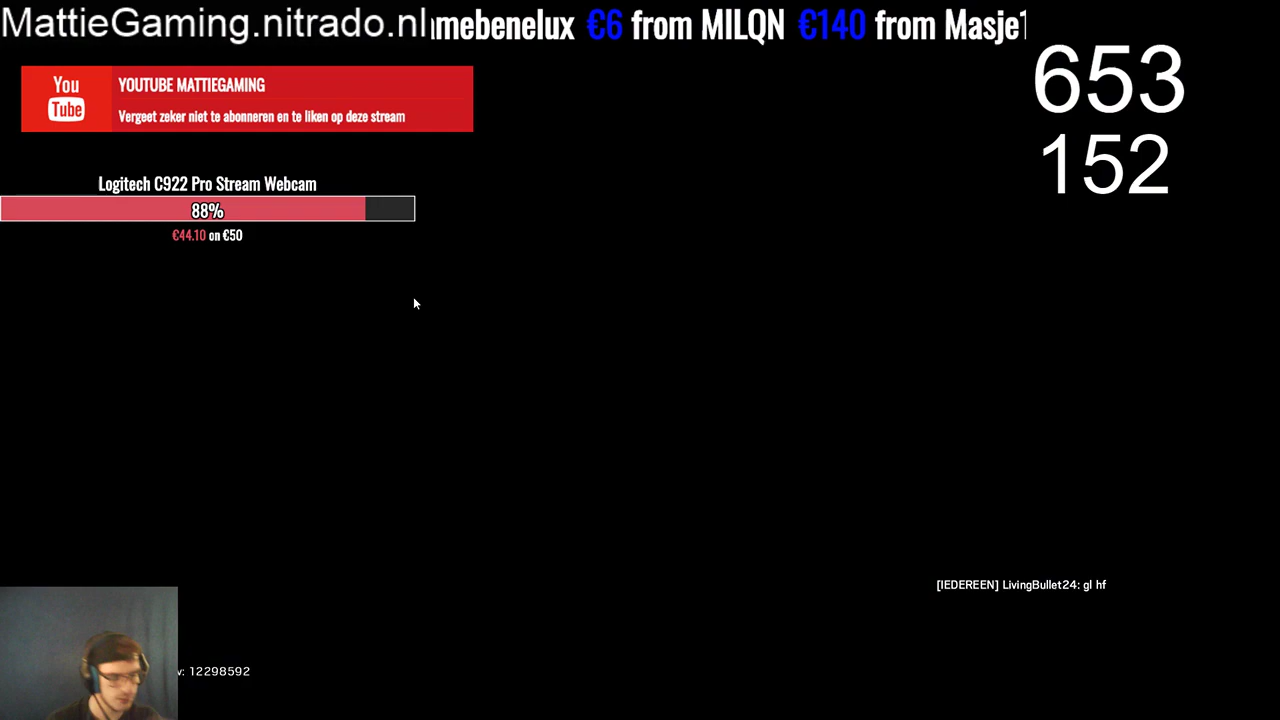 MattieGaming.nitrado.nl
mebenelux €6 from MILQN €140 from Masje1
653
152
You
Tube
YOUTUBE MATTIEGAMING
Vergeet zeker niet te abonneren en te liken op deze stream
Logitech C922 Pro Stream Webcam
88%
€44.10 on €50
[IEDEREEN] LivingBullet24: gl hf
v: 12298592